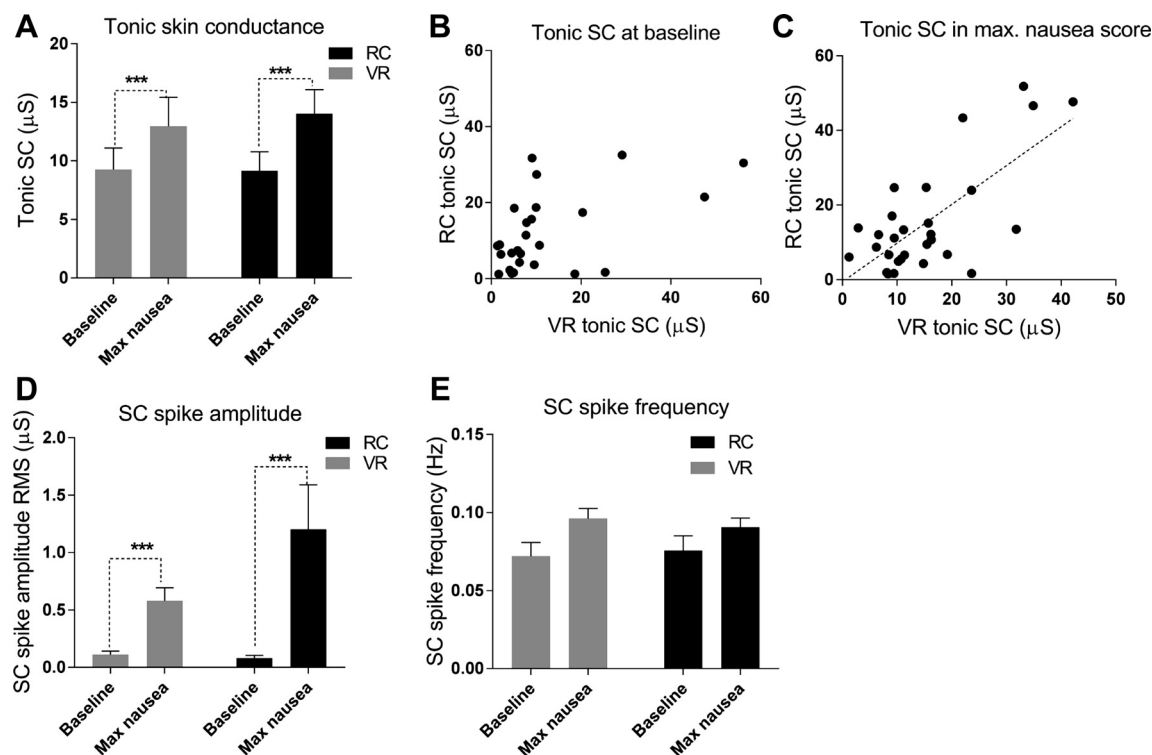 A
Tonic skin conductance
Tonic SC (µS)
20
15
10
5
0
***
***
RC
VR
Baseline
Max nausea
Baseline
Max nausea
B
Tonic SC at baseline
RC tonic SC (µS)
60
40
20
0
0
20
40
60
VR tonic SC (µS)
C
Tonic SC in max. nausea score
RC tonic SC (µS)
60
40
20
0
0
10
20
30
40
50
VR tonic SC (µS)
D
SC spike amplitude
SC spike amplitude RMS (µS)
2.0
1.5
1.0
0.5
0.0
***
***
RC
VR
Baseline
Max nausea
Baseline
Max nausea
E
SC spike frequency
SC spike frequency (Hz)
0.15
0.10
0.05
0.00
RC
VR
Baseline
Max nausea
Baseline
Max nausea